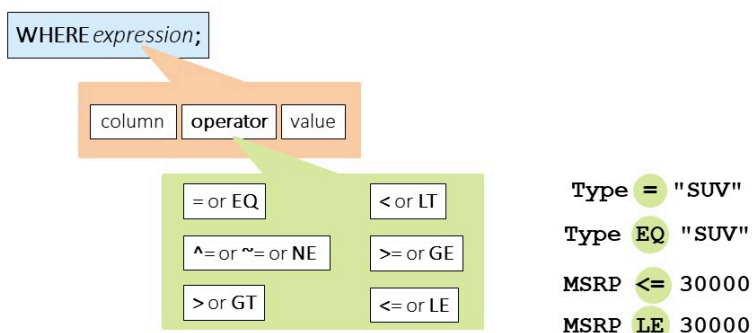 WHERE expression;
column operator value
= or EQ
< or LT
^= or ~= or NE
>= or GE
> or GT
<= or LE
Type = "SUV"
Type EQ "SUV"
MSRP <= 30000
MSRP LE 30000